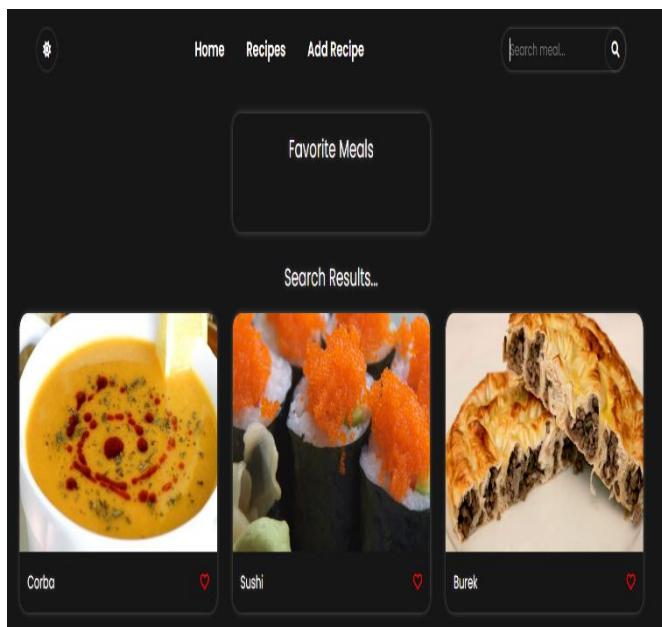 Home Recipes Add Recipe Search meal...
Favorite Meals
Search Results...
Corba Sushi Burek